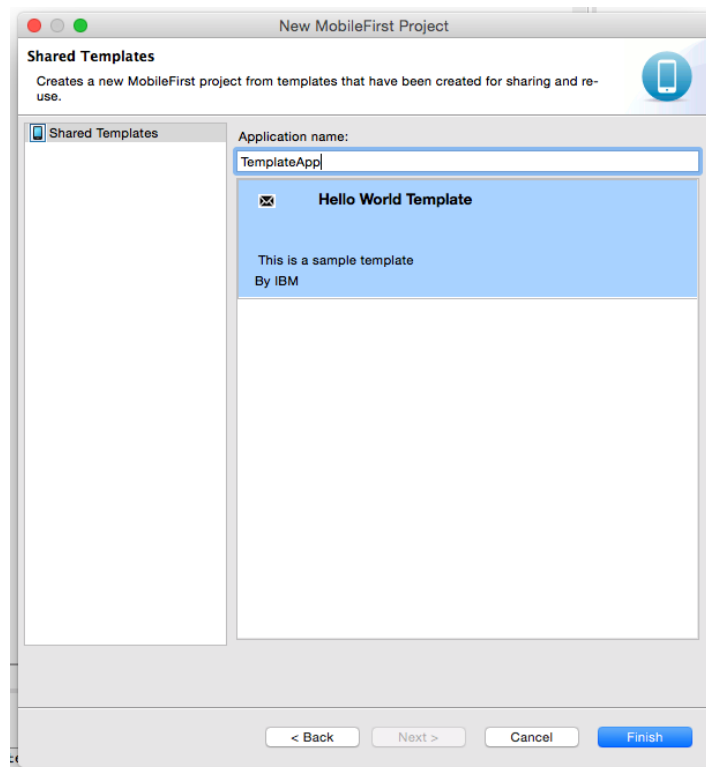 New MobileFirst Project
Shared Templates
Creates a new MobileFirst project from templates that have been created for sharing and re-
use.
Shared Templates
Application name:
TemplateApp
Hello World Template
This is a sample template
By IBM
< Back
Next >
Cancel
Finish